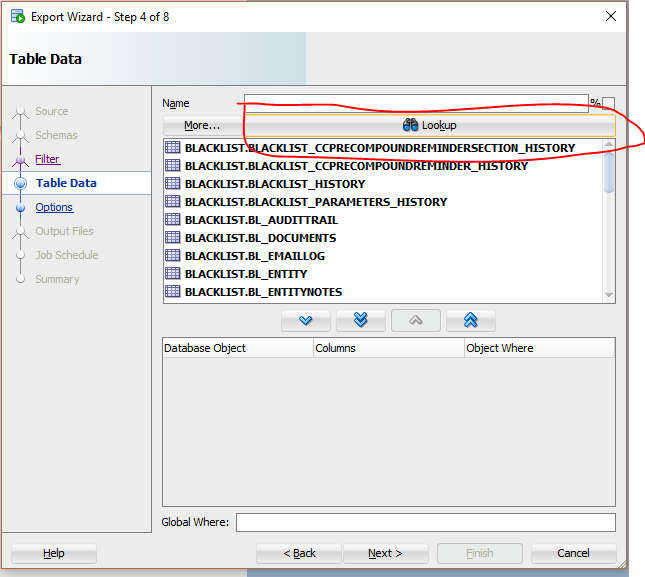 Export Wizard - Step 4 of 8
Table Data
Source
Schemas
Filter
Table Data
Options
Output Files
Job Schedule
Summary
Name %
More... Lookup
BLACKLIST.BLACKLIST_CCPRECOMPOUNDREMINDERSECTION_HISTORY
BLACKLIST.BLACKLIST_CCPRECOMPOUNDREMINDER_HISTORY
BLACKLIST.BLACKLIST_HISTORY
BLACKLIST.BLACKLIST_PARAMETERS_HISTORY
BLACKLIST.BL_AUDITTRAIL
BLACKLIST.BL_DOCUMENTS
BLACKLIST.BL_EMAILLOG
BLACKLIST.BL_ENTITY
BLACKLIST.BL_ENTITYNOTES
Database Object Columns Object Where
Global Where:
Help < Back Next > Finish Cancel